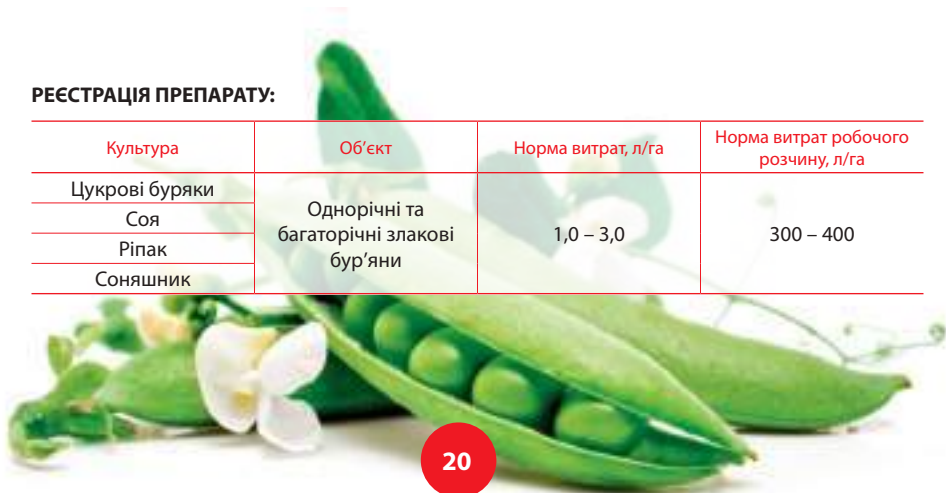 РЕЄСТРАЦІЯ ПРЕПАРАТУ:
Культура Об’єкт Норма витрат, л/га Норма витрат робочого розчину, л/га
Цукрові буряки
Соя
Ріпак
Соняшник
Однорічні та
багаторічні злакові
бур’яни
1,0 – 3,0
300 – 400
20